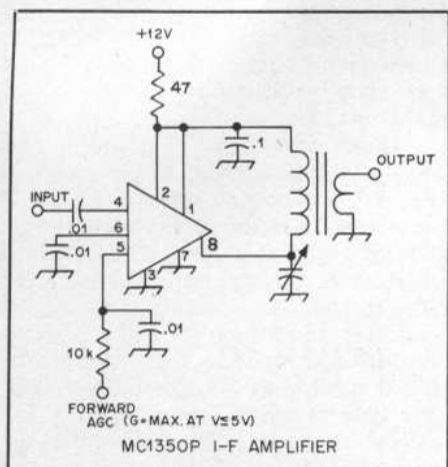 +12V
47
.1
OUTPUT
INPUT
.01
4
2
1
6
.01
5
8
7
3
.01
10k
FORWARD
AGC (G=MAX. AT V≤5V)
MC1350P I-F AMPLIFIER